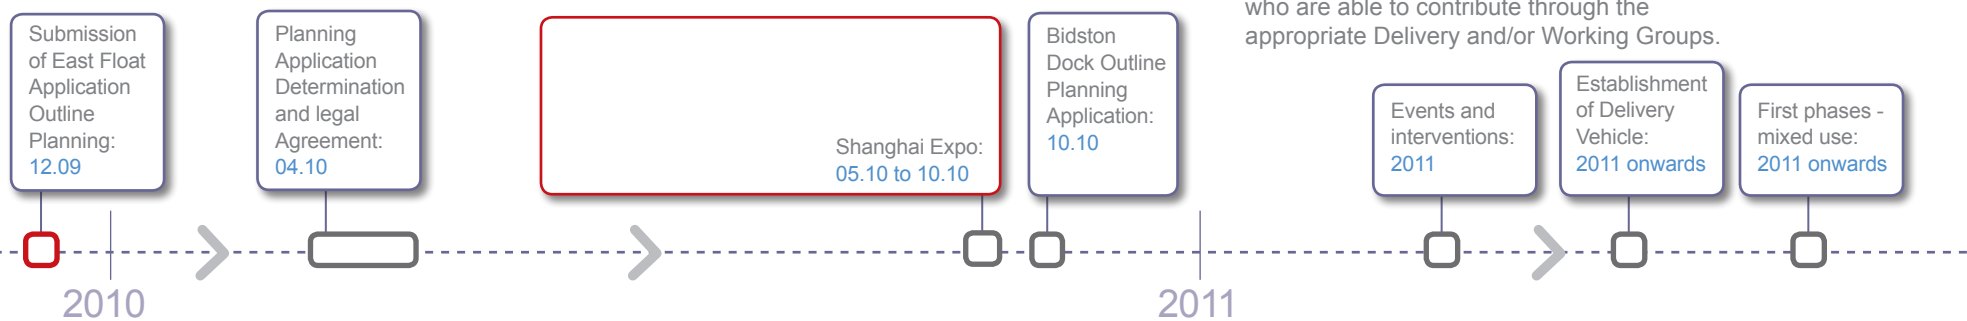 who are able to contribute through the
appropriate Delivery and/or Working Groups.
Submission
of East Float
Application
Outline
Planning:
12.09
Planning
Application
Determination
and legal
Agreement:
04.10
Shanghai Expo:
05.10 to 10.10
Bidston
Dock Outline
Planning
Application:
10.10
Events and
interventions:
2011
Establishment
of Delivery
Vehicle:
2011 onwards
First phases -
mixed use:
2011 onwards
2010
2011